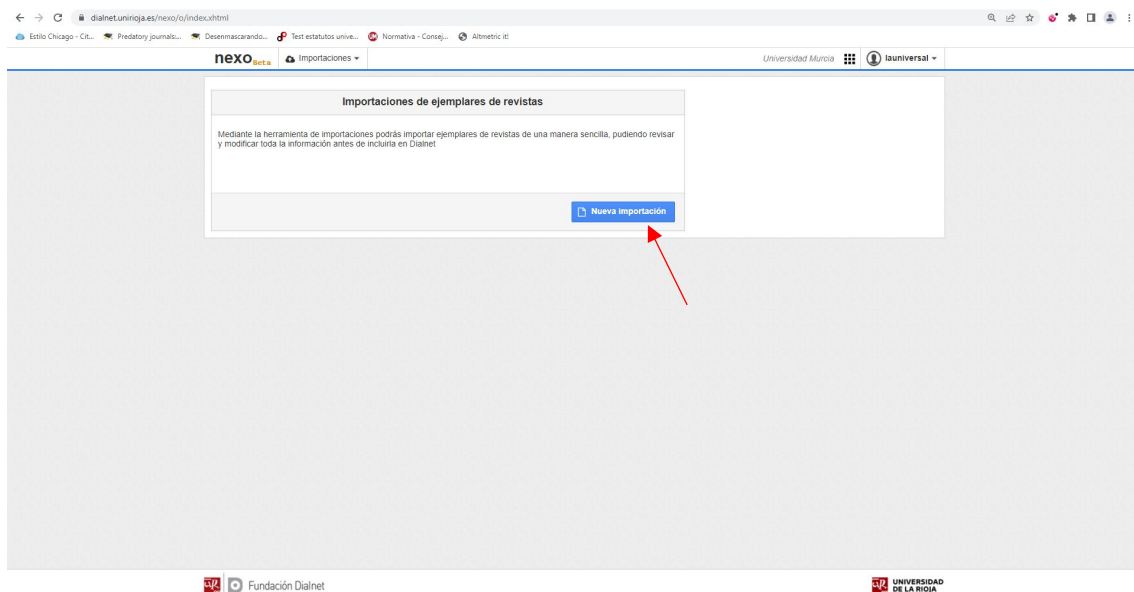 dialnet.unirioja.es/nexo/o/index.xhtml
Estilo Chicago - Cit... Predatory journals... Desenmascarando... Test estatutos unive... Normativa - Consej... Altmetric it!
nexo Beta Importaciones Universidad Murcia launiversal
Importaciones de ejemplares de revistas
Mediante la herramienta de importaciones podrás importar ejemplares de revistas de una manera sencilla, pudiendo revisar
y modificar toda la información antes de incluirla en Dialnet
Nueva importación
UR Fundación Dialnet UR UNIVERSIDAD
DE LA RIOJA